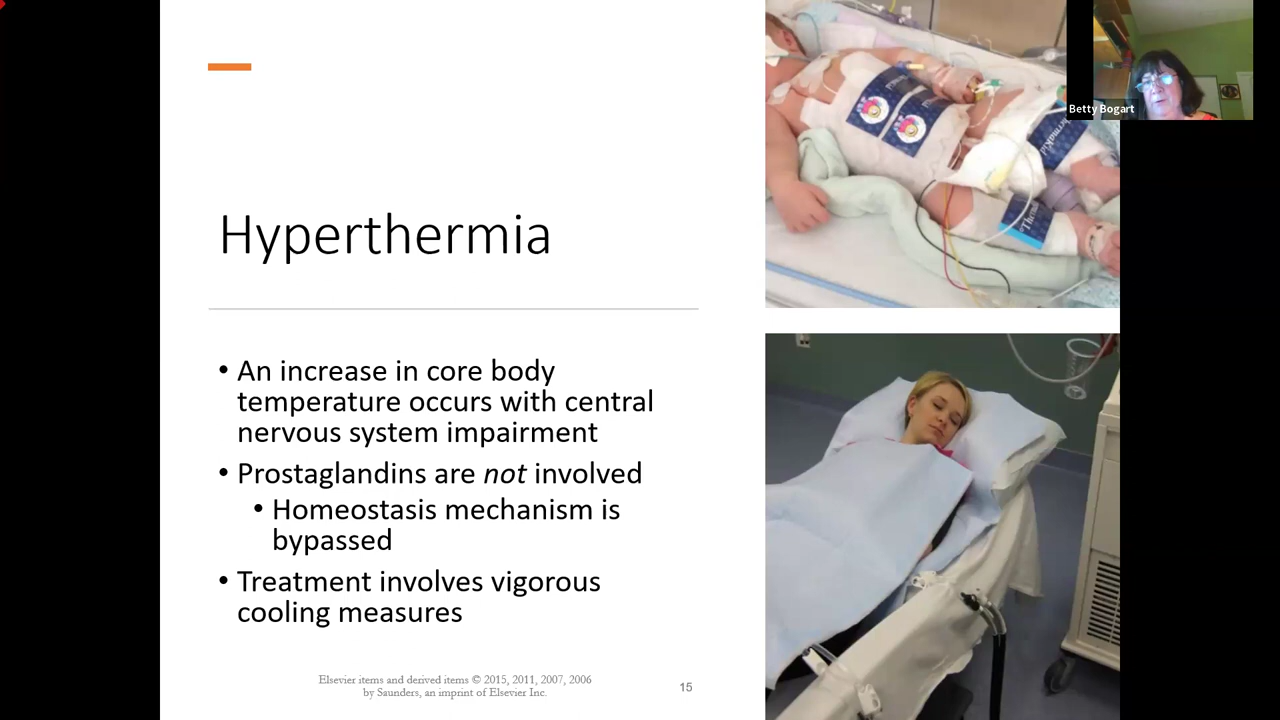 Betty Bogart
Hyperthermia
• An increase in core body
temperature occurs with central
nervous system impairment
• Prostaglandins are not involved
• Homeostasis mechanism is
bypassed
• Treatment involves vigorous
cooling measures
Elsevier items and derived items © 2015, 2011, 2007, 2006
by Saunders, an imprint of Elsevier Inc.
15